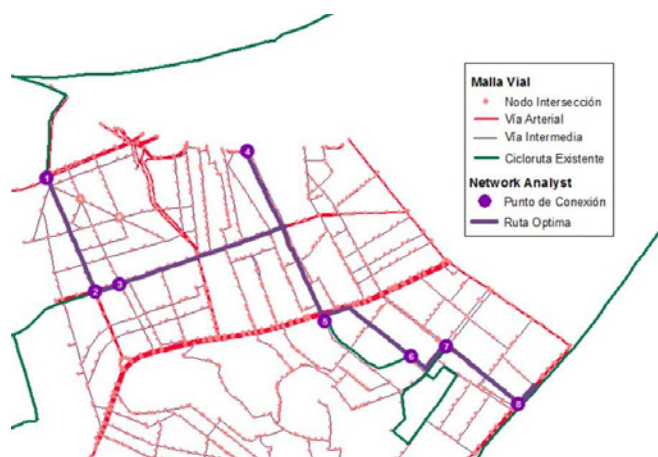 Malla Vial
Nodo Intersección
Vía Arterial
Vía Intermedia
Cicloruta Existente
Network Analyst
Punto de Conexión
Ruta Optima
4
1
3
2
5
7
6
8